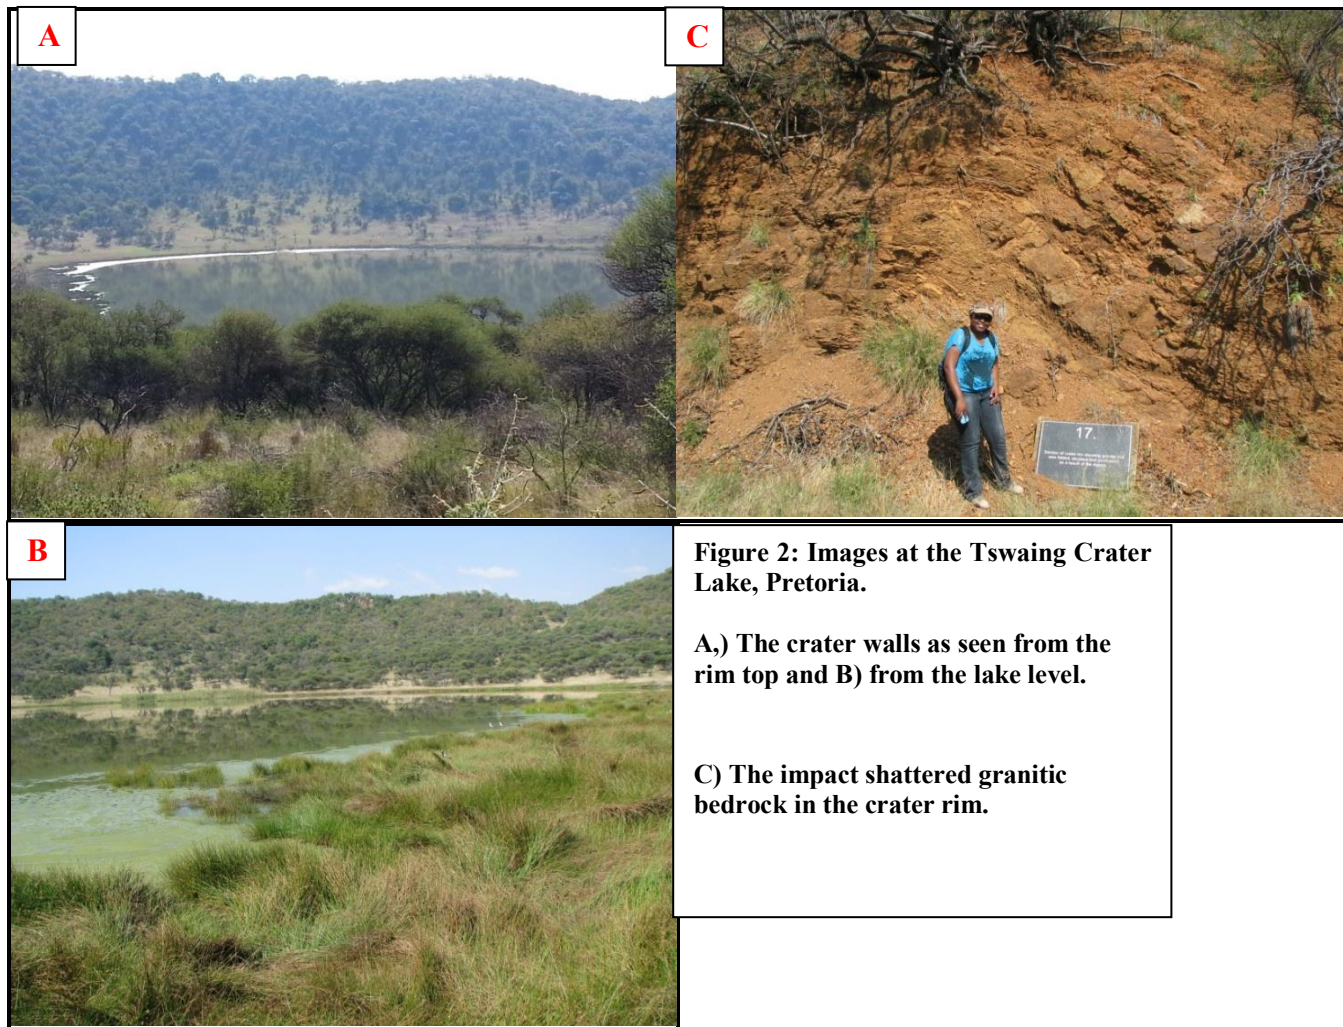 A
C
17.
B
Figure 2: Images at the Tswaing Crater
Lake, Pretoria.
A,) The crater walls as seen from the
rim top and B) from the lake level.
C) The impact shattered granitic
bedrock in the crater rim.